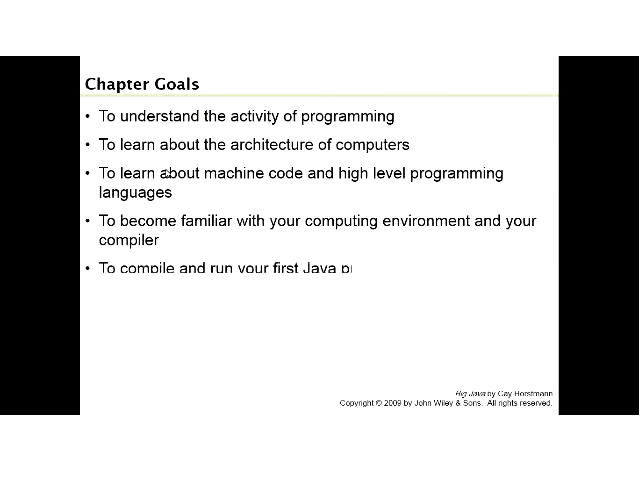 Chapter Goals
• To understand the activity of programming
• To learn about the architecture of computers
• To learn about machine code and high level programming
languages
• To become familiar with your computing environment and your
compiler
• To compile and run your first Java
Big Java by Cay Horstmann
Copyright © 2009 by John Wiley & Sons. All rights reserved.